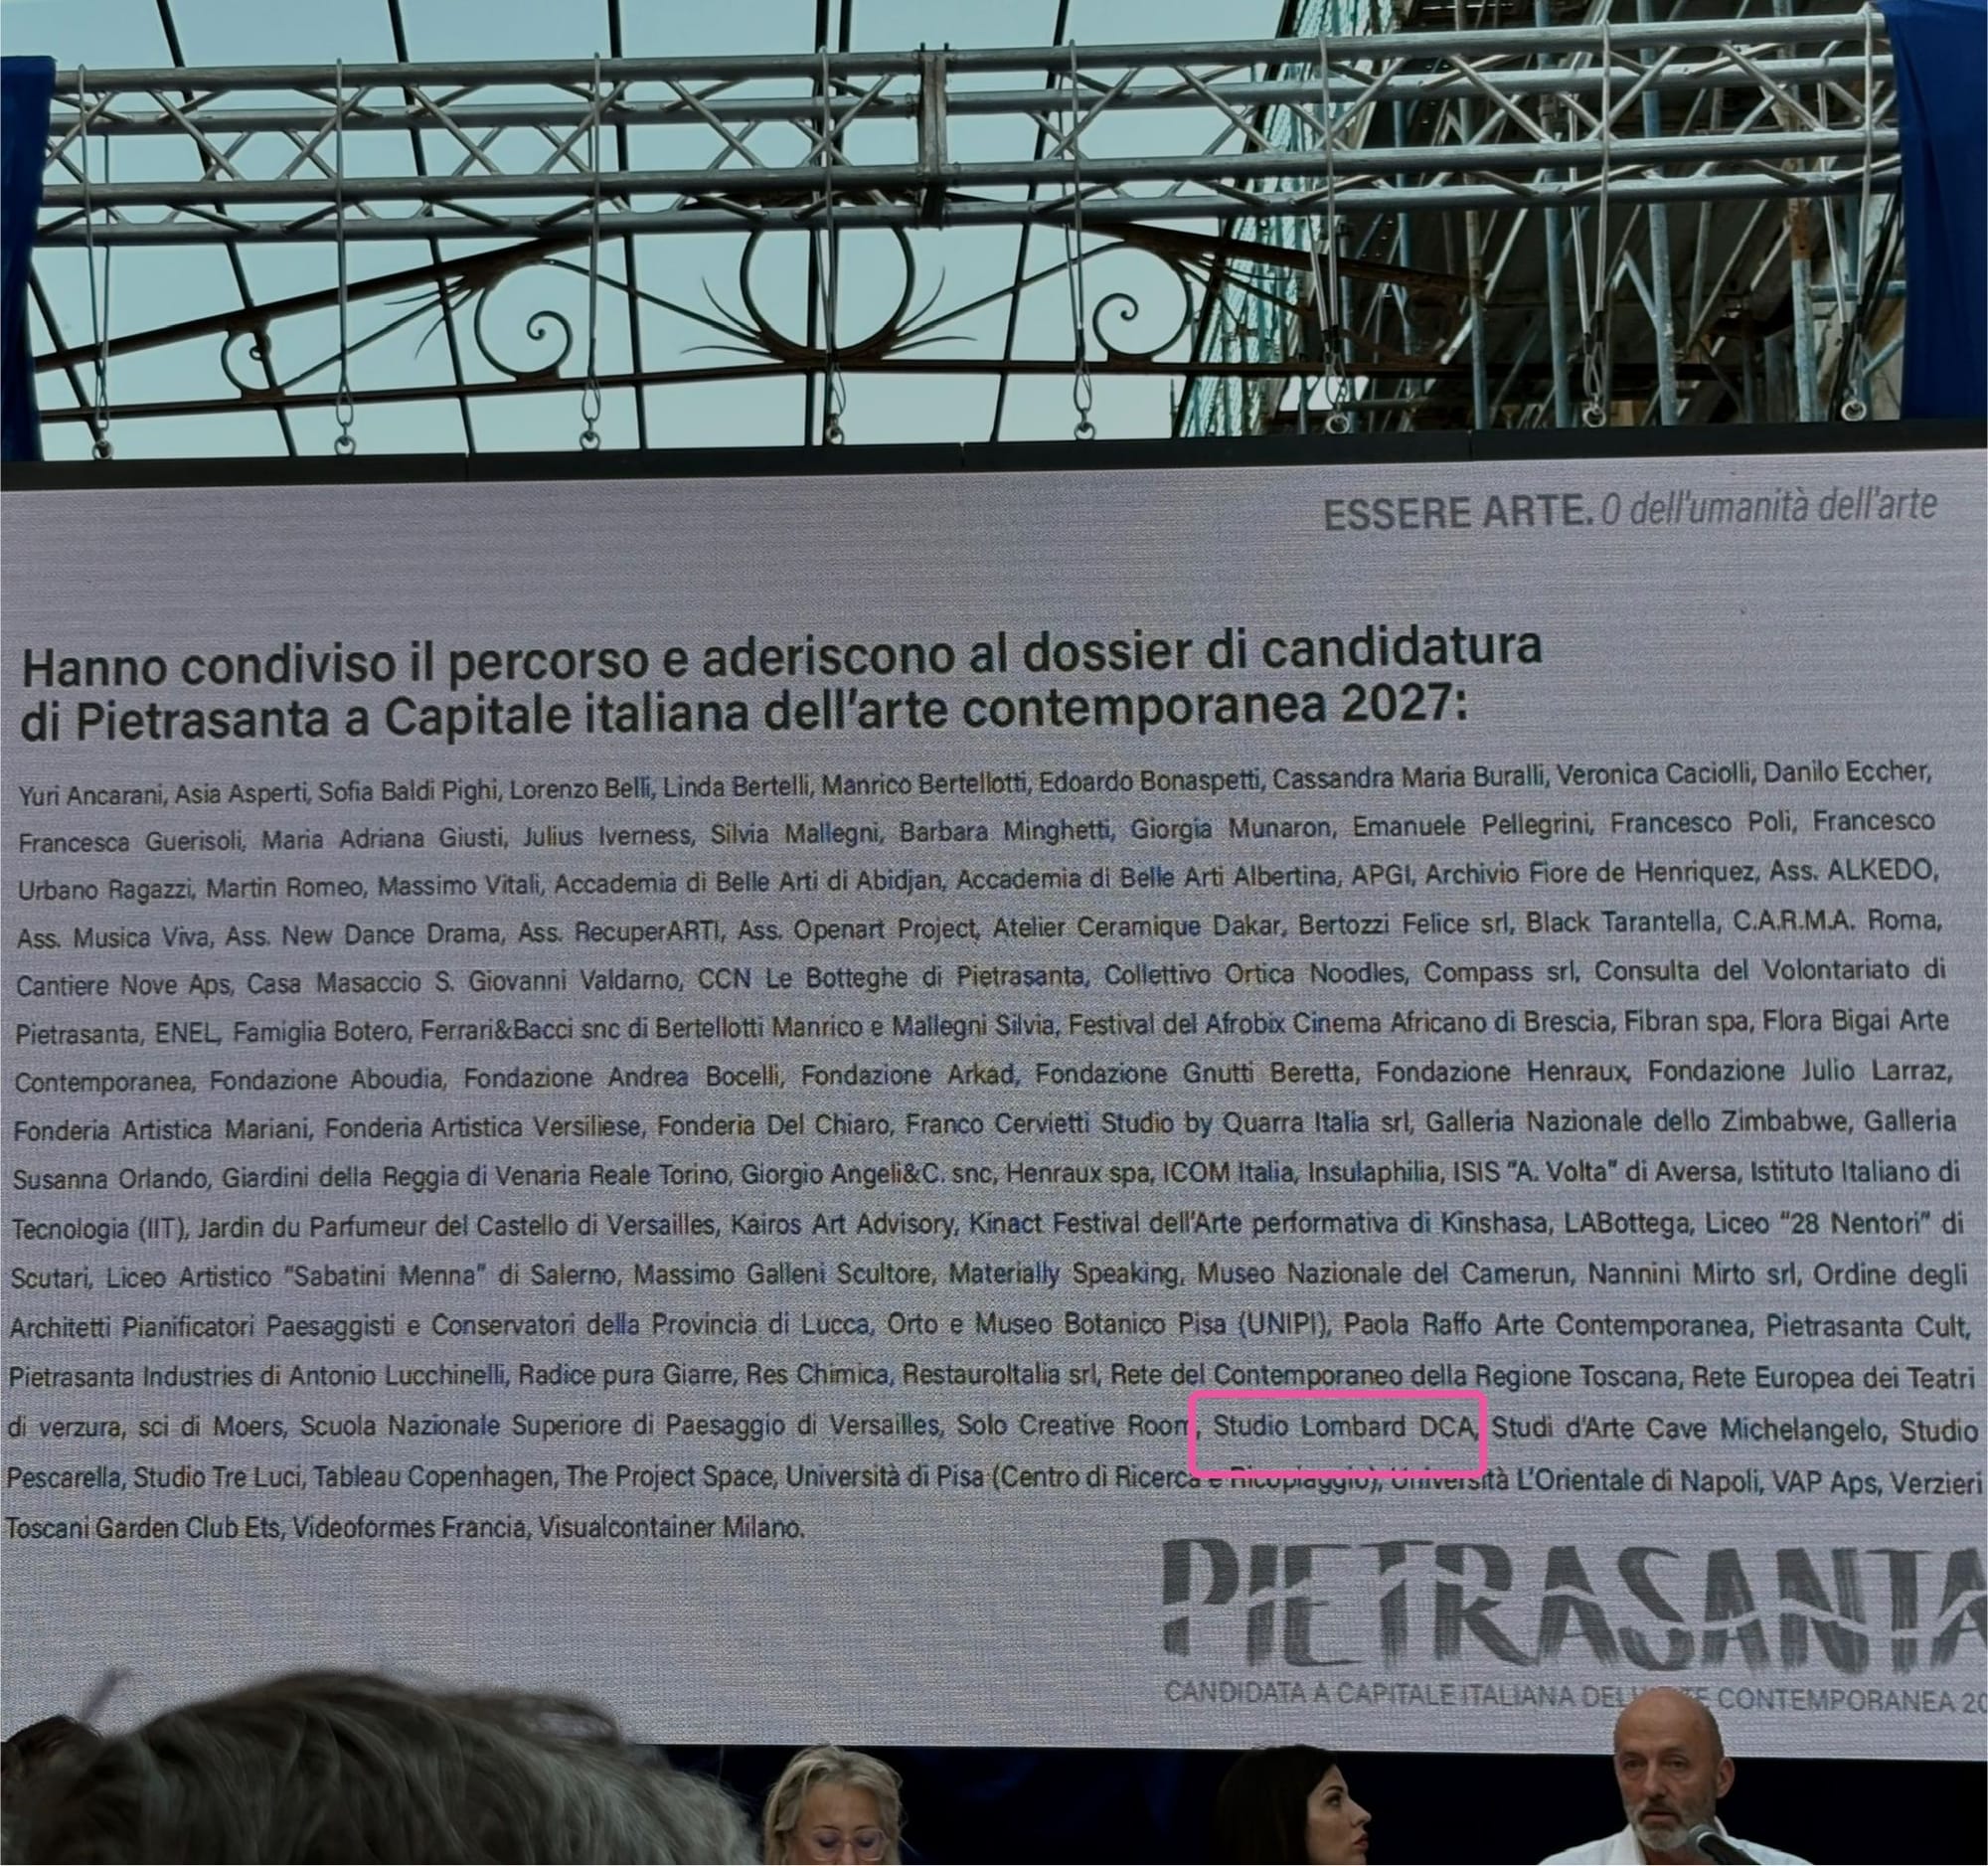 ESSERE ARTE. O dell'umanità dell'arte
Hanno condiviso il percorso e aderiscono al dossier di candidatura
di Pietrasanta a Capitale italiana dell'arte contemporanea 2027:
Yuri Ancarani, Asia Asperti, Sofia Baldi Pighi, Lorenzo Belli, Linda Bertelli, Manrico Bertellotti, Edoardo Bonaspetti, Cassandra Maria Buralli, Veronica Caciolli, Danilo Eccher,
Francesca Guerisoli, Maria Adriana Giusti, Julius Iverness, Silvia Mallegni, Barbara Minghetti, Giorgia Munaron, Emanuele Pellegrini, Francesco Poli, Francesco
Urbano Ragazzi, Martin Romeo, Massimo Vitali, Accademia di Belle Arti di Abidjan, Accademia di Belle Arti Albertina, APGI, Archivio Fiore de Henriquez, Ass. ALKEDO,
Ass. Musica Viva, Ass. New Dance Drama, Ass. RecuperARTI, Ass. Openart Project, Atelier Ceramique Dakar, Bertozzi Felice srl, Black Tarantella, C.A.R.M.A. Roma,
Cantiere Nove Aps, Casa Masaccio S. Giovanni Valdarno, CCN Le Botteghe di Pietrasanta, Collettivo Ortica Noodles, Compass srl, Consulta del Volontariato di
Pietrasanta, ENEL, Famiglia Botero, Ferrari&Bacci snc di Bertellotti Manrico e Mallegni Silvia, Festival del Afrobix Cinema Africano di Brescia, Fibran spa, Flora Bigai Arte
Contemporanea, Fondazione Aboudia, Fondazione Andrea Bocelli, Fondazione Arkad, Fondazione Gnutti Beretta, Fondazione Henraux, Fondazione Julio Larraz,
Fonderia Artistica Mariani, Fonderia Artistica Versiliese, Fonderia Del Chiaro, Franco Cervietti Studio by Quarra Italia srl, Galleria Nazionale dello Zimbabwe, Galleria
Susanna Orlando, Giardini della Reggia di Venaria Reale Torino, Giorgio Angeli&C. snc, Henraux spa, ICOM Italia, Insulaphilia, ISIS "A. Volta" di Aversa, Istituto Italiano di
Tecnologia (IIT), Jardin du Parfumeur del Castello di Versailles, Kairos Art Advisory, Kinact Festival dell'Arte performativa di Kinshasa, LABottega, Liceo "28 Nentori" di
Scutari, Liceo Artistico "Sabatini Menna" di Salerno, Massimo Galleni Scultore, Materially Speaking, Museo Nazionale del Camerun, Nannini Mirto srl, Ordine degli
Architetti Pianificatori Paesaggisti e Conservatori della Provincia di Lucca, Orto e Museo Botanico Pisa (UNIPI), Paola Raffo Arte Contemporanea, Pietrasanta Cult,
Pietrasanta Industries di Antonio Lucchinelli, Radice pura Giarre, Res Chimica, RestauroItalia srl, Rete del Contemporaneo della Regione Toscana, Rete Europea dei Teatri
di verzura, sci di Moers, Scuola Nazionale Superiore di Paesaggio di Versailles, Solo Creative Room, Studio Lombard DCA, Studi d'Arte Cave Michelangelo, Studio
Pescarella, Studio Tre Luci, Tableau Copenhagen, The Project Space, Università di Pisa (Centro di Ricerca e Ricoplaggio), Università L'Orientale di Napoli, VAP Aps, Verzieri
Toscani Garden Club Ets, Videoformes Francia, Visualcontainer Milano.
PIETRASANTA
CANDIDATA A CAPITALE ITALIANA CONTEMPORANEA